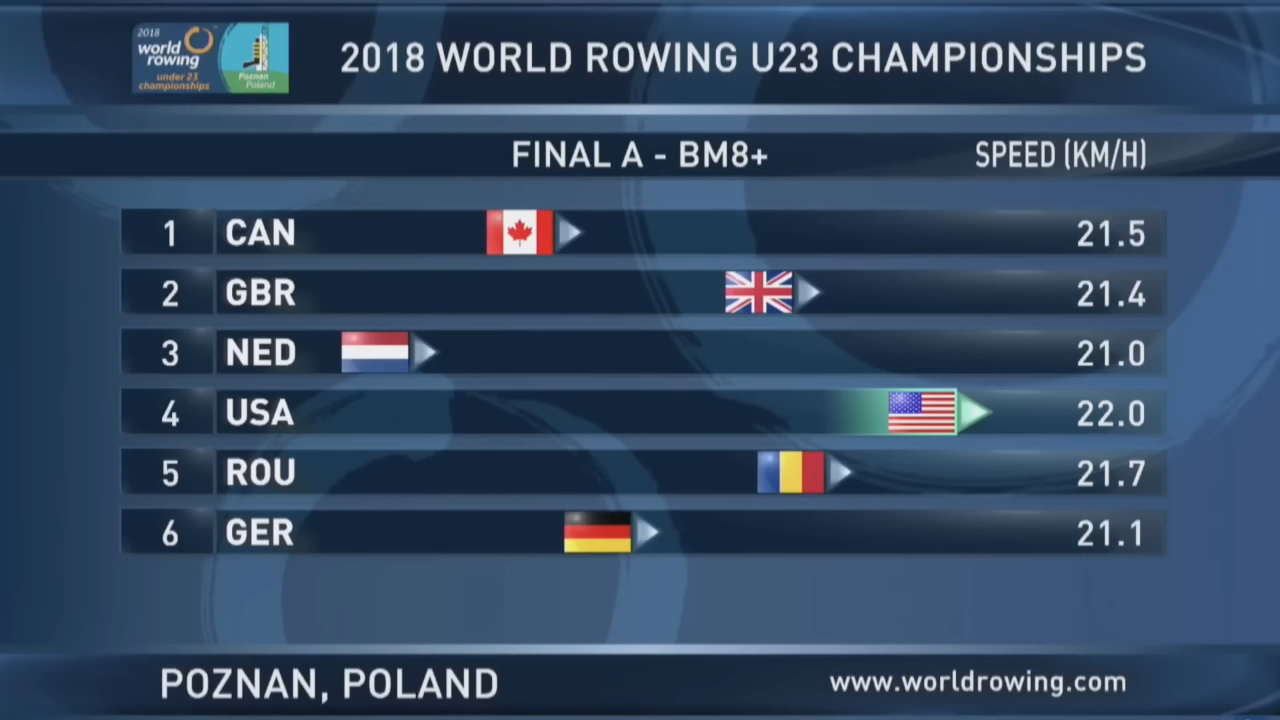 2018
world
rowing
under 23
championships
Poznan
Poland
2018 WORLD ROWING U23 CHAMPIONSHIPS
FINAL A - BM8+ SPEED (KM/H)
1 CAN 21.5
2 GBR 21.4
3 NED 21.0
4 USA 22.0
5 ROU 21.7
6 GER 21.1
POZNAN, POLAND www.worldrowing.com